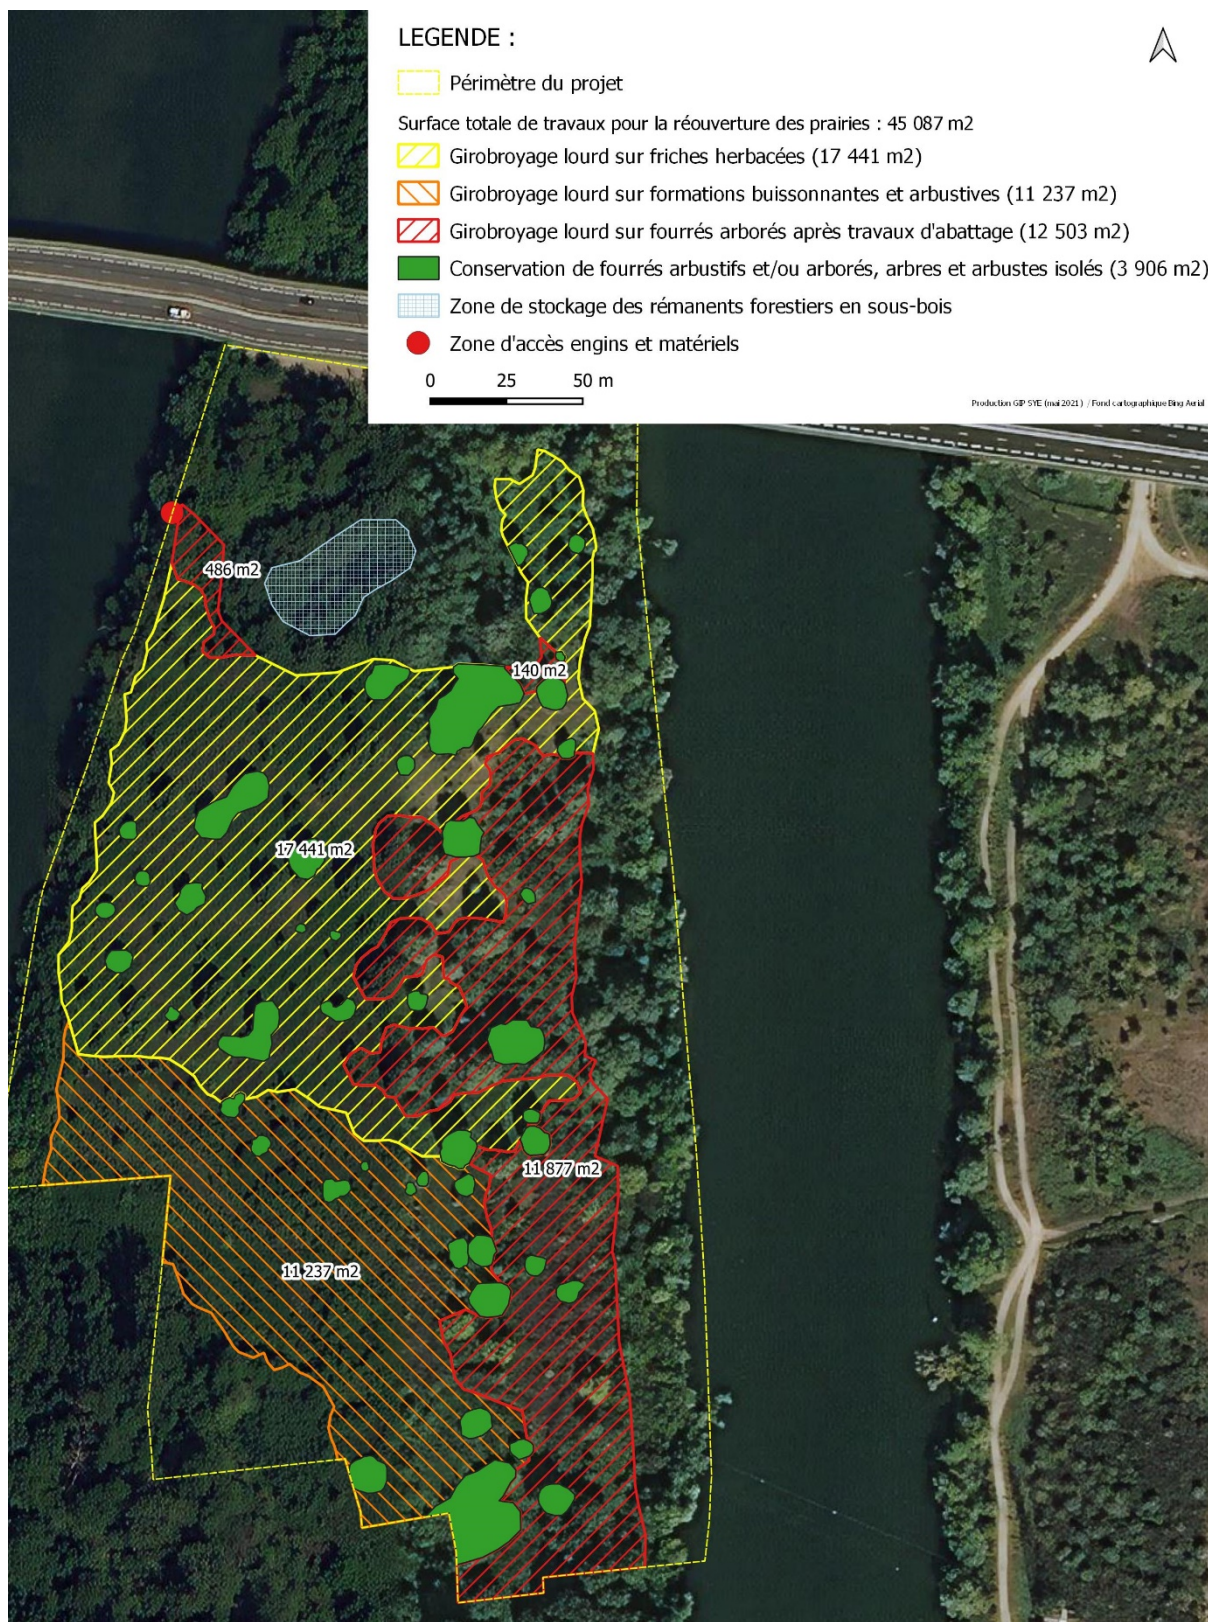 LEGENDE :
Périmètre du projet
Surface totale de travaux pour la réouverture des prairies : 45 087 m2
Girobroyage lourd sur friches herbacées (17 441 m2)
Girobroyage lourd sur formations buissonnantes et arbustives (11 237 m2)
Girobroyage lourd sur fourrés arborés après travaux d'abattage (12 503 m2)
Conservation de fourrés arbustifs et/ou arborés, arbres et arbustes isolés (3 906 m2)
Zone de stockage des rémanents forestiers en sous-bois
Zone d'accès engins et matériels
0 25 50 m
Production GIP SYE (mai 2021) / Fond cartographique Bing Aerial
486 m2
140 m2
17 441 m2
11 877 m2
11 237 m2